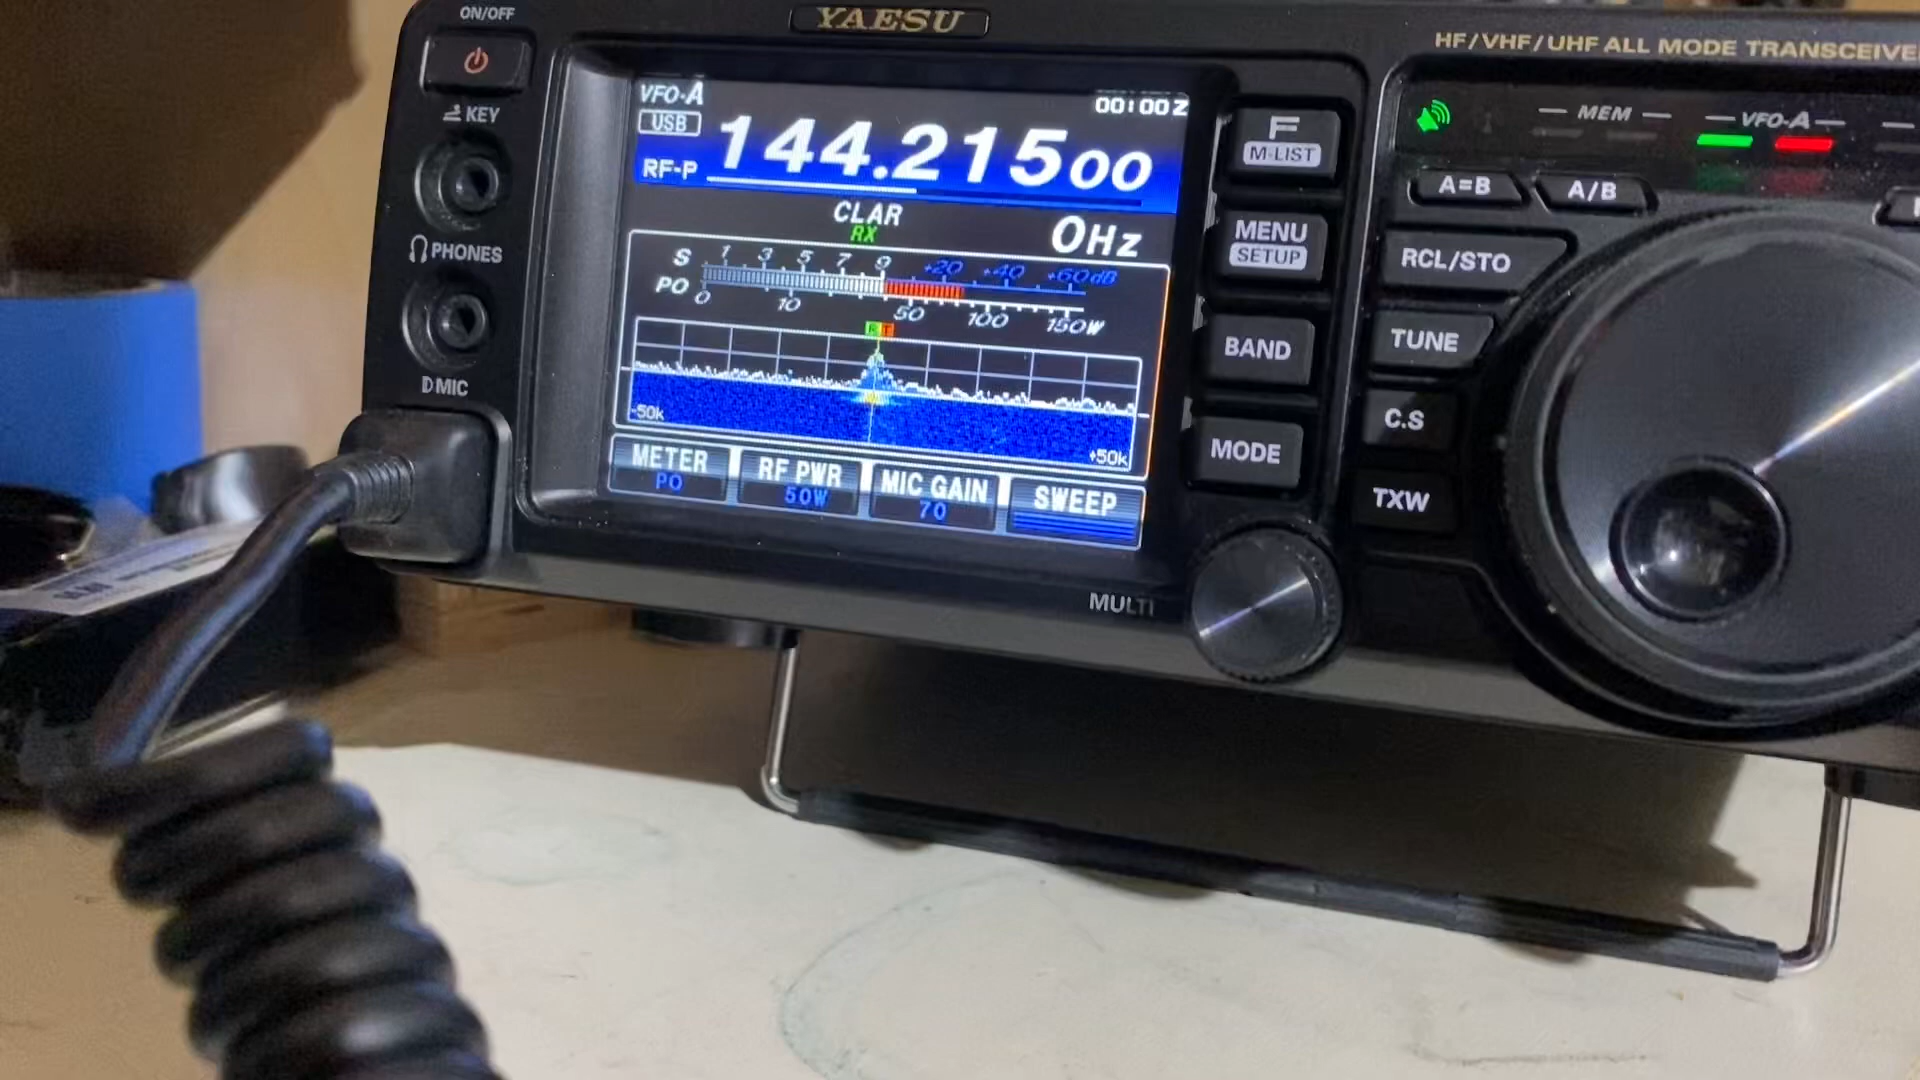 ON/OFF
YAESU
HF/VHF/UHF ALL MODE TRANSCEIVER
KEY
PHONES
MIC
VFO-A
00:00Z
USB
144.21500
RF-P
CLAR
RX
0Hz
S 1 3 5 7 9 +20 +40 +60dB
PO 0 10 50 100 150W
R T
-50k
+50k
METER
PO
RF PWR
50W
MIC GAIN
70
SWEEP
F
M-LIST
MENU
SETUP
BAND
MODE
MULTI
MEM
VFO-A
A=B
A/B
RCL/STO
TUNE
C.S
TXW